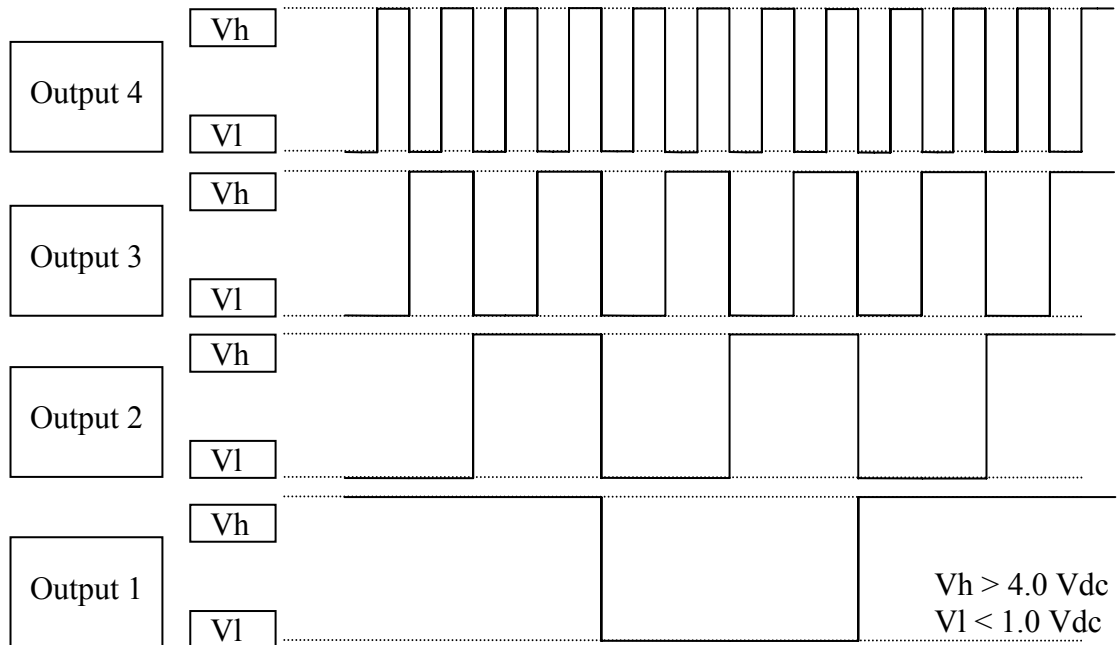 Vh
Output 4
Vl
Vh
Output 3
Vl
Vh
Output 2
Vl
Vh
Output 1
Vl
Vh > 4.0 Vdc
Vl < 1.0 Vdc